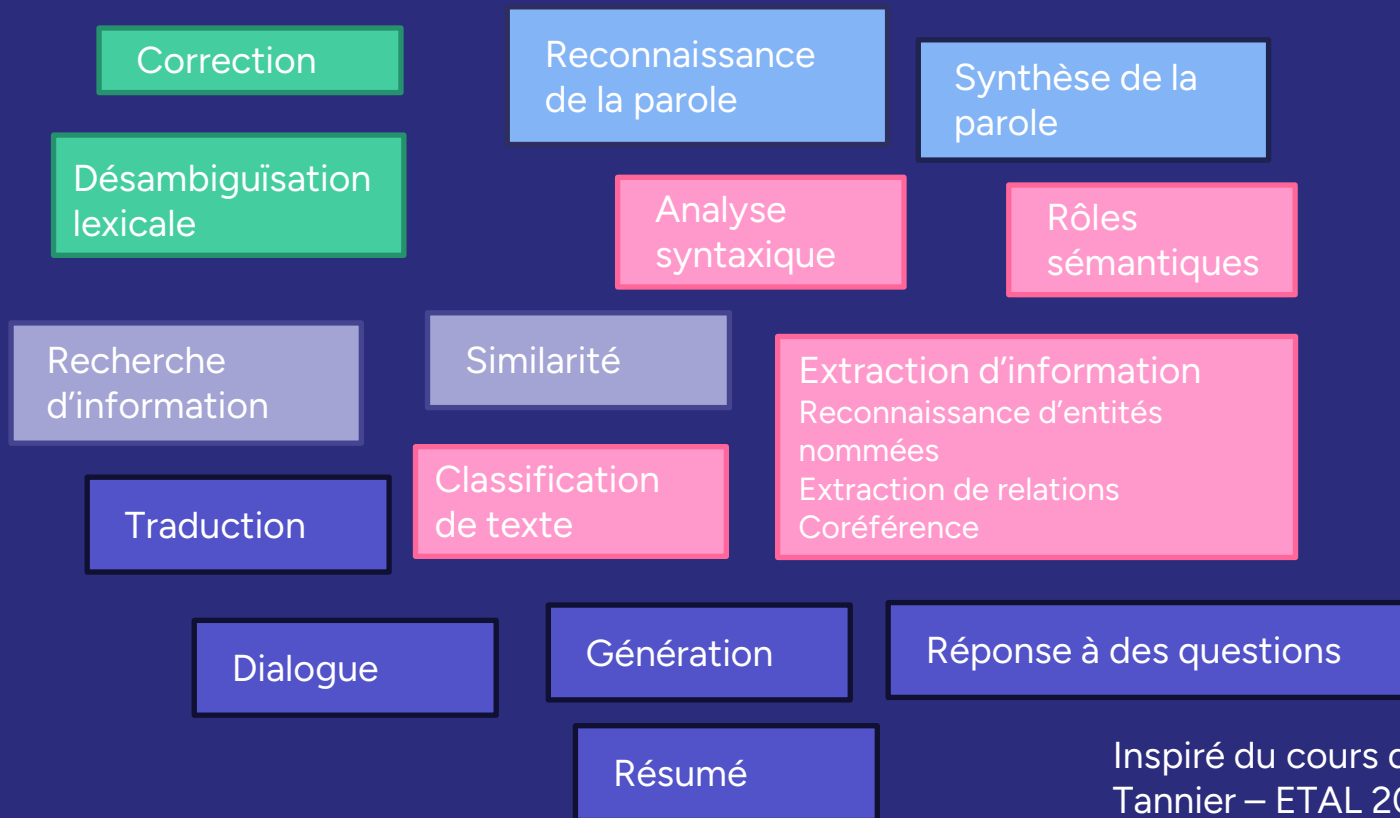 Correction
Reconnaissance
de la parole
Synthèse de la
parole
Désambiguïsation
lexicale
Analyse
syntaxique
Rôles
sémantiques
Recherche
d’information
Similarité
Extraction d’information
Reconnaissance d’entités
nommées
Extraction de relations
Coréférence
Classification
de texte
Traduction
Dialogue
Génération
Réponse à des questions
Résumé
Inspiré du cours
Tannier – ETAL